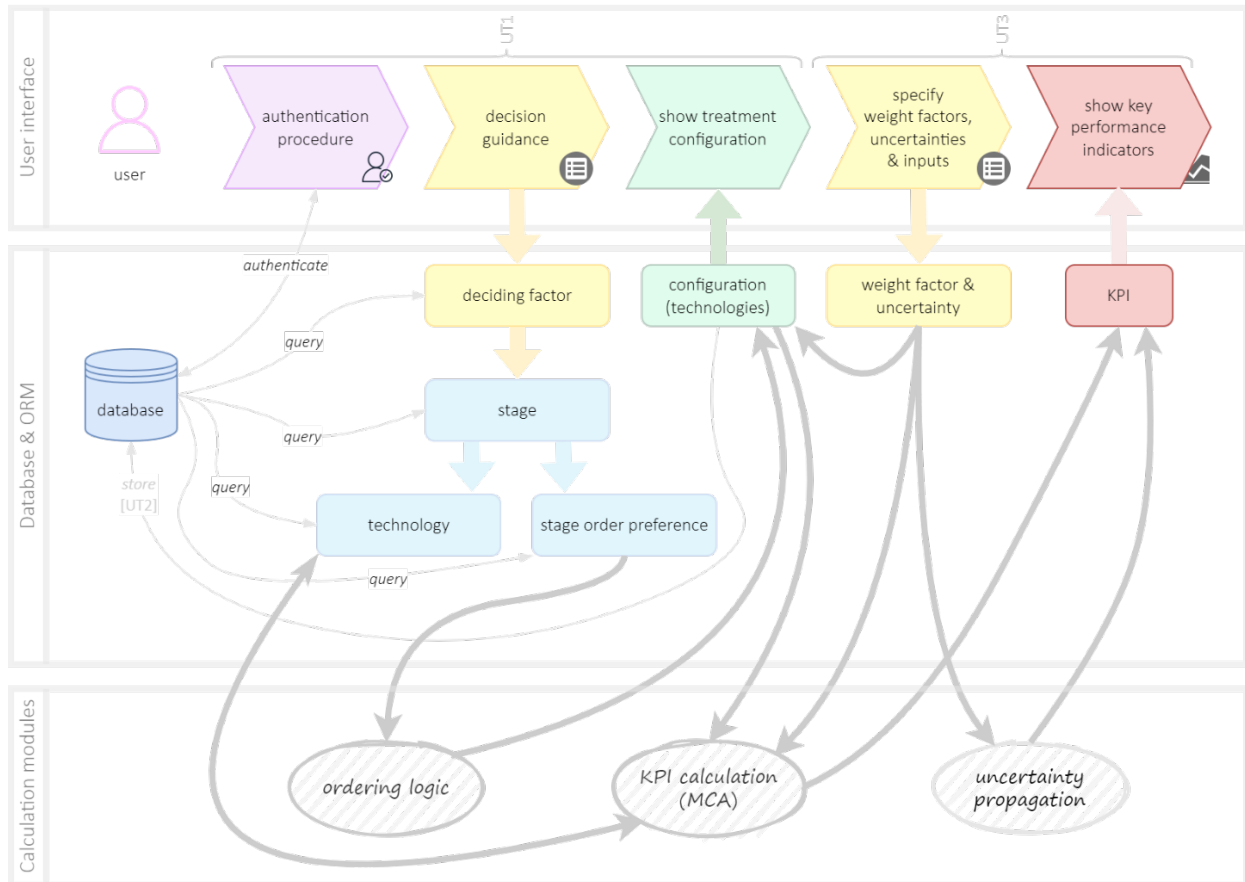 UT1
UT3
User interface
user
authentication
procedure
decision
guidance
show treatment
configuration
specify
weight factors,
uncertainties
& inputs
show key
performance
indicators
Database & ORM
authenticate
query
query
query
query
store
[UT2]
database
deciding factor
configuration
(technologies)
weight factor &
uncertainty
KPI
stage
technology
stage order preference
Calculation modules
ordering logic
KPI calculation
(MCA)
uncertainty
propagation